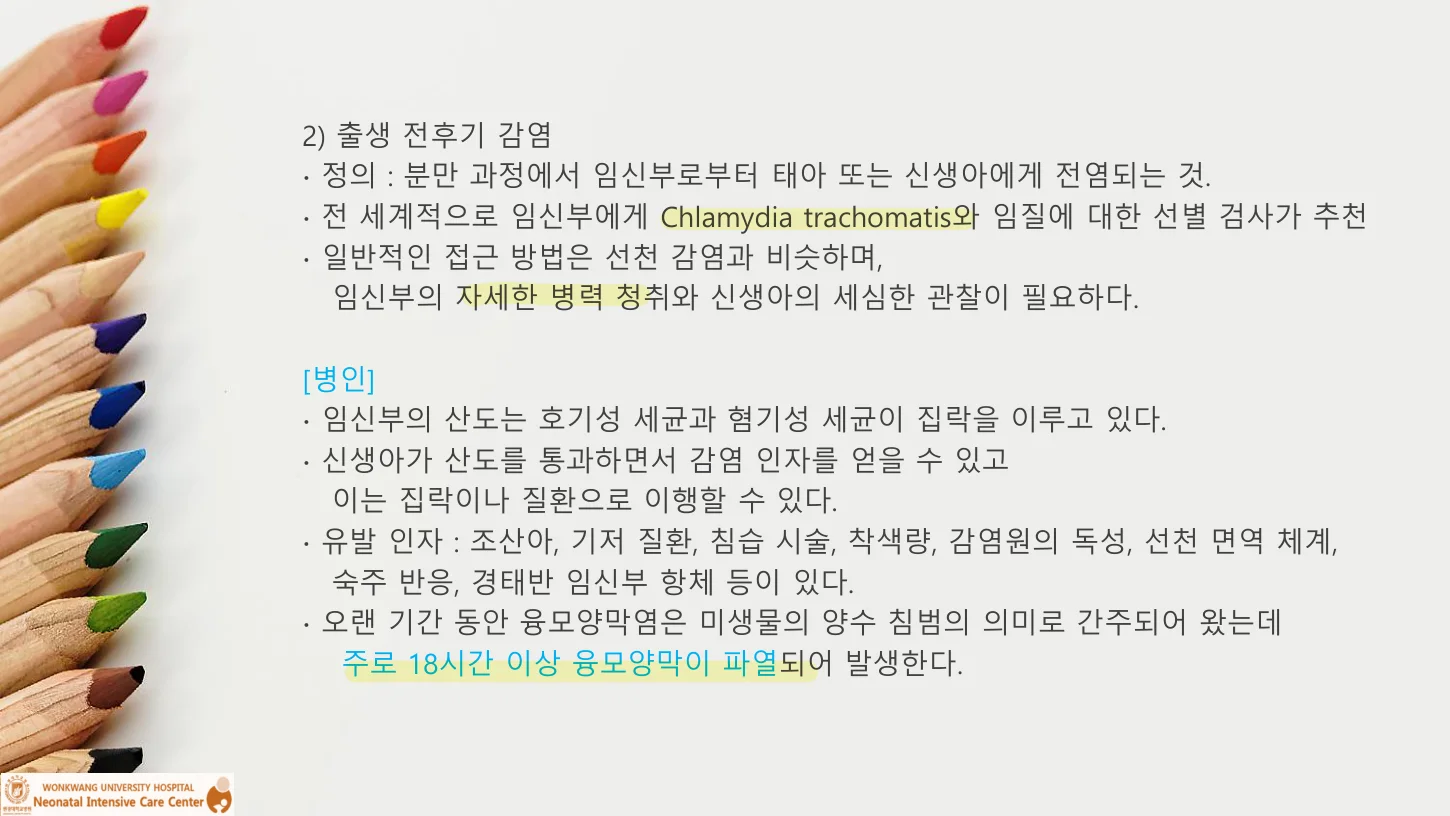 2) 출생 전후기 감염
· 정의 : 분만 과정에서 임신부로부터 태아 또는 신생아에게 전염되는 것.
· 전 세계적으로 임신부에게 Chlamydia trachomatis와 임질에 대한 선별 검사가 추천
· 일반적인 접근 방법은 선천 감염과 비슷하며,
임신부의 자세한 병력 청취와 신생아의 세심한 관찰이 필요하다.
[병인]
· 임신부의 산도는 호기성 세균과 혐기성 세균이 집락을 이루고 있다.
· 신생아가 산도를 통과하면서 감염 인자를 얻을 수 있고
이는 집락이나 질환으로 이행할 수 있다.
· 유발 인자 : 조산아, 기저 질환, 침습 시술, 착색량, 감염원의 독성, 선천 면역 체계,
숙주 반응, 경태반 임신부 항체 등이 있다.
· 오랜 기간 동안 융모양막염은 미생물의 양수 침범의 의미로 간주되어 왔는데
주로 18시간 이상 융모양막이 파열되어 발생한다.
WONKWANG UNIVERSITY HOSPITAL
Neonatal Intensive Care Center